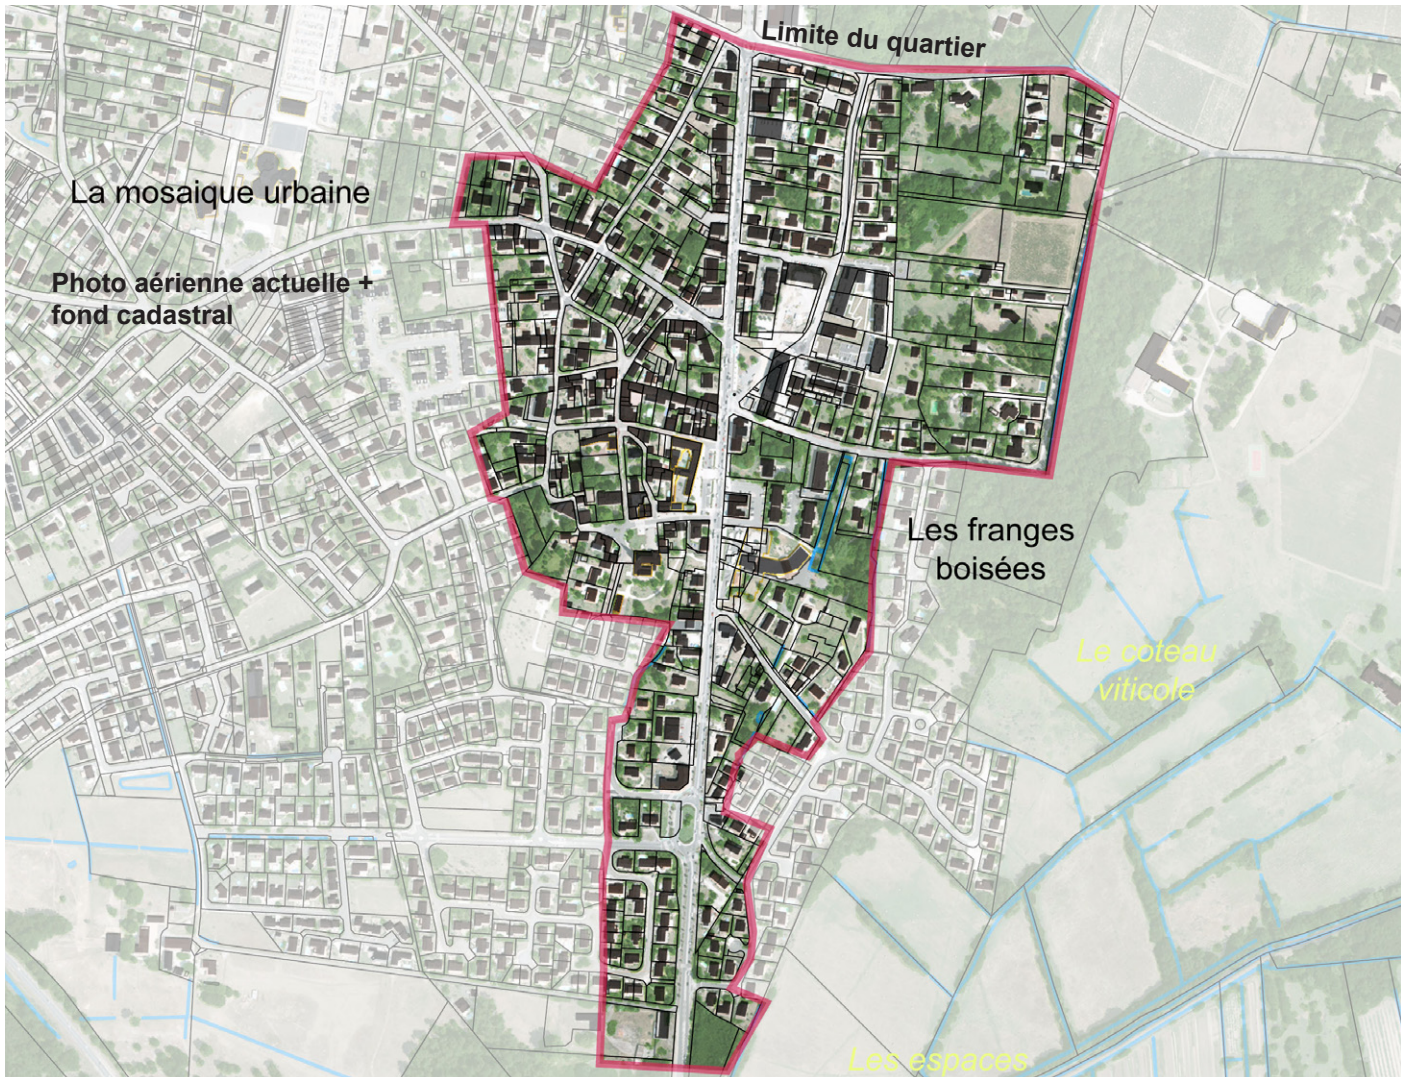 Limite du quartier
La mosaique urbaine
Photo aérienne actuelle +
fond cadastral
Les franges
boisées
Le coteau
viticole
Les espaces